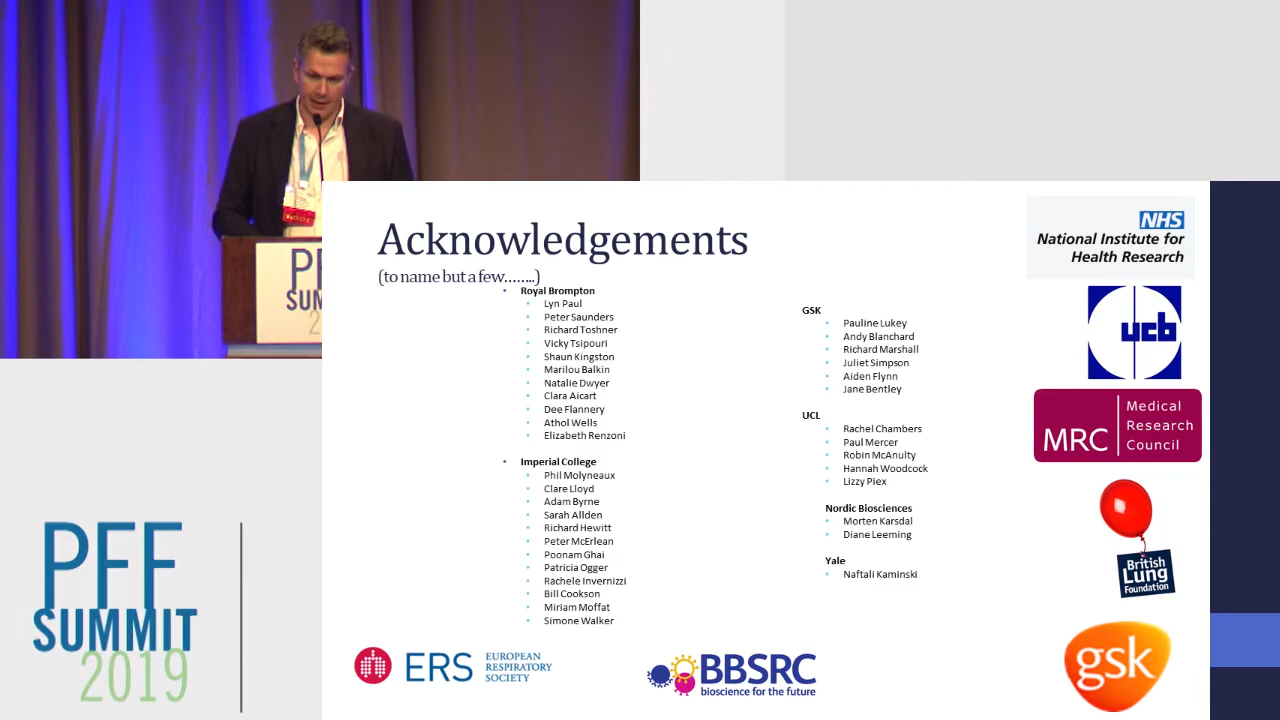 PF
SUM
2
Acknowledgements
(to name but a few........)
Royal Brompton
Lyn Paul
Peter Saunders
Richard Toshner
Vicky Tsipouri
Shaun Kingston
Marilou Balkin
Natalie Dwyer
Clara Aicart
Dee Flannery
Athol Wells
Elizabeth Renzoni
Imperial College
Phil Molyneaux
Clare Lloyd
Adam Byrne
Sarah Allden
Richard Hewitt
Peter McErlean
Poonam Ghai
Patricia Ogger
Rachele Invernizzi
Bill Cookson
Miriam Moffat
Simone Walker
GSK
Pauline Lukey
Andy Blanchard
Richard Marshall
Juliet Simpson
Aiden Flynn
Jane Bentley
UCL
Rachel Chambers
Paul Mercer
Robin McAnulty
Hannah Woodcock
Lizzy Piex
Nordic Biosciences
Morten Karsdal
Diane Leeming
Yale
Naftali Kaminski
NHS
National Institute for
Health Research
ucb
MRC
Medical
Research
Council
British
Lung
Foundation
gsk
ERS
EUROPEAN
RESPIRATORY
SOCIETY
BBSRC
bioscience for the future
PFF
SUMMIT
2019